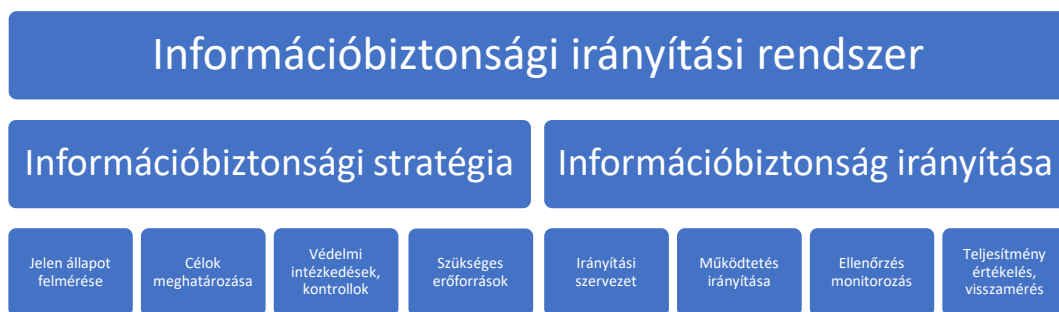 Információbiztonsági irányítási rendszer
Információbiztonsági stratégia
Információbiztonság irányítása
Jelen állapot
felmérése
Célok
meghatározása
Védelmi
intézkedések,
kontrollok
Szükséges
erőforrások
Irányítási
szervezet
Működtetés
irányítása
Ellenőrzés
monitorozás
Teljesítmény
értékelés,
visszamérés